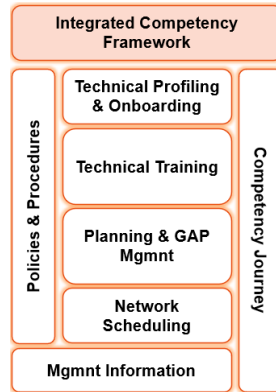 Integrated Competency
Framework
Policies & Procedures
Technical Profiling
& Onboarding
Technical Training
Planning & GAP
Mgmnt
Network
Scheduling
Competency Journey
Mgmnt Information